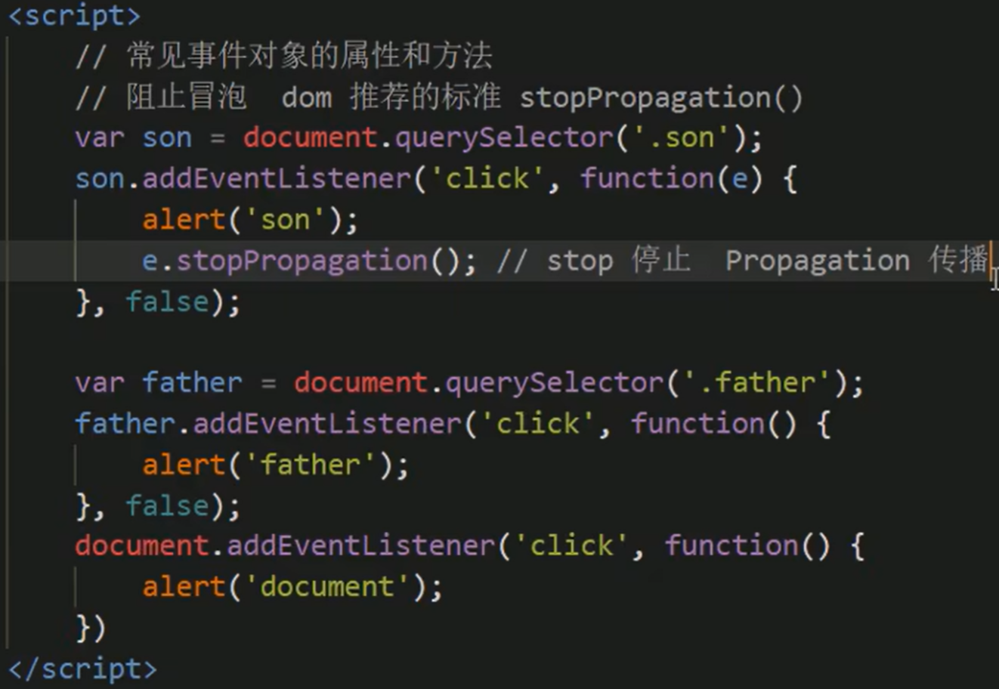 <script>
// 常见事件对象的属性和方法
// 阻止冒泡  dom 推荐的标准 stopPropagation()
var son = document.querySelector('.son');
son.addEventListener('click', function(e) {
alert('son');
e.stopPropagation(); // stop 停止  Propagation 传播
}, false);
var father = document.querySelector('.father');
father.addEventListener('click', function() {
alert('father');
}, false);
document.addEventListener('click', function() {
alert('document');
})
</script>